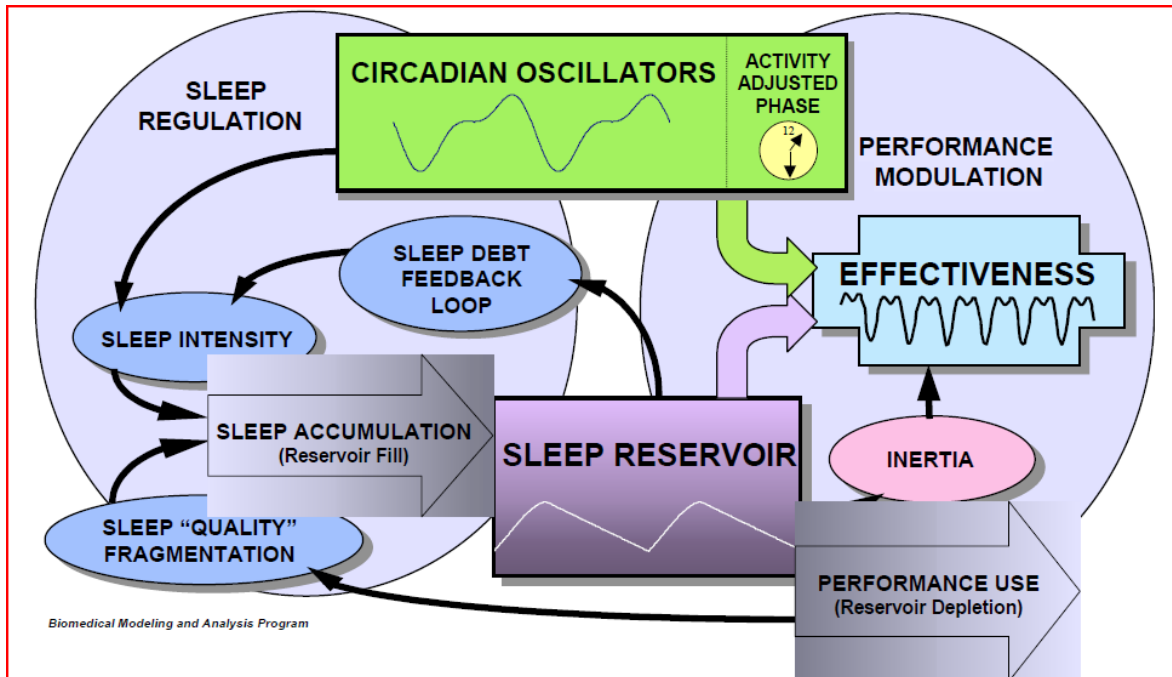 CIRCADIAN OSCILLATORS
ACTIVITY
ADJUSTED
PHASE
12
SLEEP
REGULATION
PERFORMANCE
MODULATION
SLEEP DEBT
FEEDBACK
LOOP
EFFECTIVENESS
SLEEP INTENSITY
SLEEP ACCUMULATION
(Reservoir Fill)
SLEEP RESERVOIR
INERTIA
SLEEP “QUALITY”
FRAGMENTATION
PERFORMANCE USE
(Reservoir Depletion)
Biomedical Modeling and Analysis Program